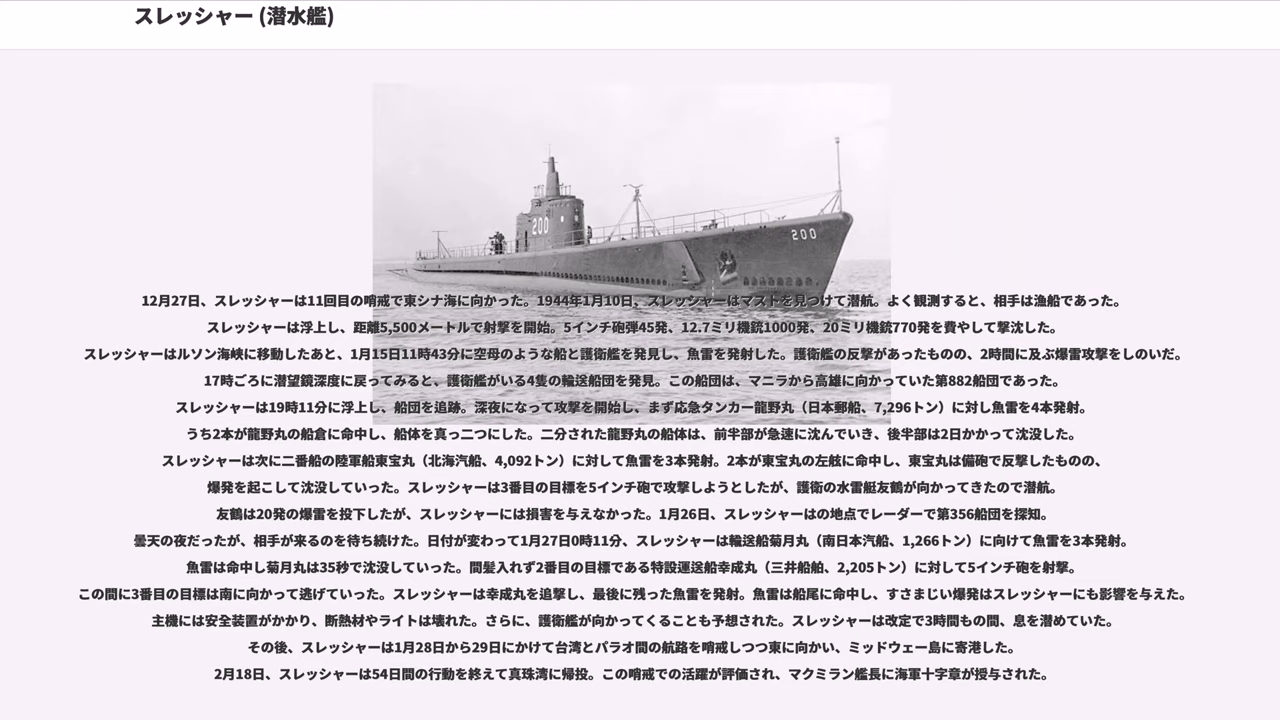 スレッシャー (潜水艦)
200
200
12月27日、スレッシャーは11回目の哨戒で東シナ海に向かった。1944年1月10日、スレッシャーはマストを見つけて潜航。よく観測すると、相手は漁船であった。
スレッシャーは浮上し、距離5,500メートルで射撃を開始。5インチ砲弾45発、12.7ミリ機銃1000発、20ミリ機銃770発を費やして撃沈した。
スレッシャーはルソン海峡に移動したあと、1月15日11時43分に空母のような船と護衛艦を発見し、魚雷を発射した。護衛艦の反撃があったものの、2時間に及ぶ爆雷攻撃をしのいだ。
17時ごろに潜望鏡深度に戻ってみると、護衛艦がいる4隻の輸送船団を発見。この船団は、マニラから高雄に向かっていた第882船団であった。
スレッシャーは19時11分に浮上し、船団を追跡。深夜になって攻撃を開始し、まず応急タンカー龍野丸（日本郵船、7,296トン）に対し魚雷を4本発射。
うち2本が龍野丸の船倉に命中し、船体を真っ二つにした。二分された龍野丸の船体は、前半部が急速に沈んでいき、後半部は2日かかって沈没した。
スレッシャーは次に二番船の陸軍船東宝丸（北海汽船、4,092トン）に対して魚雷を3本発射。2本が東宝丸の左舷に命中し、東宝丸は備砲で反撃したものの、
爆発を起こして沈没していった。スレッシャーは3番目の目標を5インチ砲で攻撃しようとしたが、護衛の水雷艇友鶴が向かってきたので潜航。
友鶴は20発の爆雷を投下したが、スレッシャーには損害を与えなかった。1月26日、スレッシャーはの地点でレーダーで第356船団を探知。
曇天の夜だったが、相手が来るのを待ち続けた。日付が変わって1月27日0時11分、スレッシャーは輸送船菊月丸（南日本汽船、1,266トン）に向けて魚雷を3本発射。
魚雷は命中し菊月丸は35秒で沈没していった。間髪入れず2番目の目標である特設運送船幸成丸（三井船舶、2,205トン）に対して5インチ砲を射撃。
この間に3番目の目標は南に向かって逃げていった。スレッシャーは幸成丸を追撃し、最後に残った魚雷を発射。魚雷は船尾に命中し、すさまじい爆発はスレッシャーにも影響を与えた。
主機には安全装置がかかり、断熱材やライトは壊れた。さらに、護衛艦が向かってくることも予想された。スレッシャーは改定で3時間もの間、息を潜めていた。
その後、スレッシャーは1月28日から29日にかけて台湾とパラオ間の航路を哨戒しつつ東に向かい、ミッドウェー島に寄港した。
2月18日、スレッシャーは54日間の行動を終えて真珠湾に帰投。この哨戒での活躍が評価され、マクミラン艦長に海軍十字章が授与された。